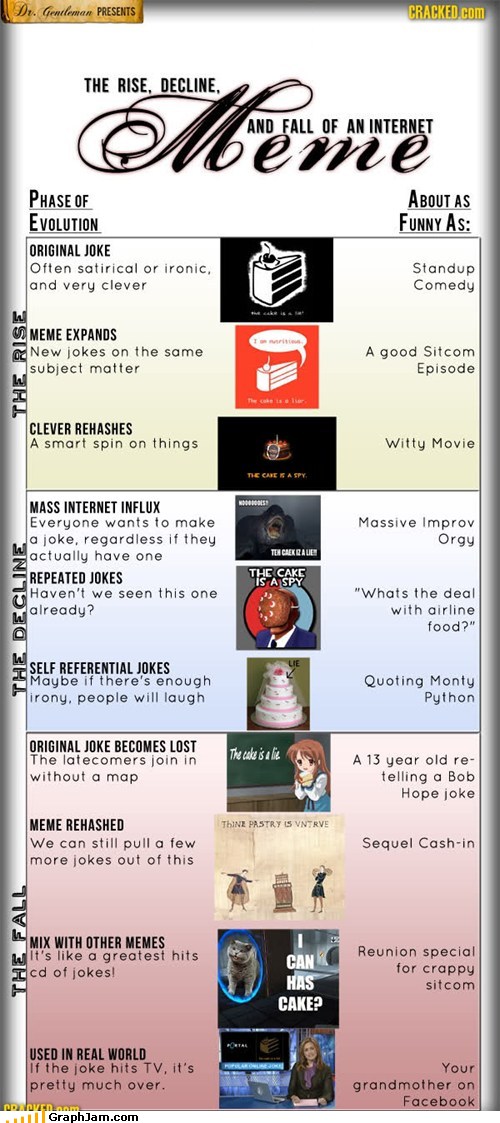 Dr. Gentleman PRESENTS
CRACKED.com
THE RISE, DECLINE,
AND FALL OF AN INTERNET
Meme
PHASE OF
EVOLUTION
ABOUT AS
FUNNY AS:
THE RISE
ORIGINAL JOKE
Often satirical or ironic,
and very clever
the cake is a lie
Standup
Comedy
MEME EXPANDS
New jokes on the same
subject matter
I am nutritious.
The cake is a liar.
A good Sitcom
Episode
CLEVER REHASHES
A smart spin on things
THE CAKE IS A SPY.
Witty Movie
THE DECLINE
MASS INTERNET INFLUX
Everyone wants to make
a joke, regardless if they
actually have one
TEH CAEK IZ A LIE!!
Massive Improv
Orgy
REPEATED JOKES
Haven't we seen this one
already?
THE CAKE
IS A SPY
"Whats the deal
with airline
food?"
SELF REFERENTIAL JOKES
Maybe if there's enough
irony, people will laugh
LIE
Quoting Monty
Python
THE FALL
ORIGINAL JOKE BECOMES LOST
The latecomers join in
without a map
The cake is a lie.
A 13 year old re-
telling a Bob
Hope joke
MEME REHASHED
We can still pull a few
more jokes out of this
THINE PASTRY IS VNTRVE
Sequel Cash-in
MIX WITH OTHER MEMES
It's like a greatest hits
cd of jokes!
I
CAN
HAS
CAKE?
Reunion special
for crappy
sitcom
USED IN REAL WORLD
If the joke hits TV, it's
pretty much over.
PORTAL
POPULAR ONLINE JOKE
Your
grandmother on
Facebook
CRACKED.com
GraphJam.com